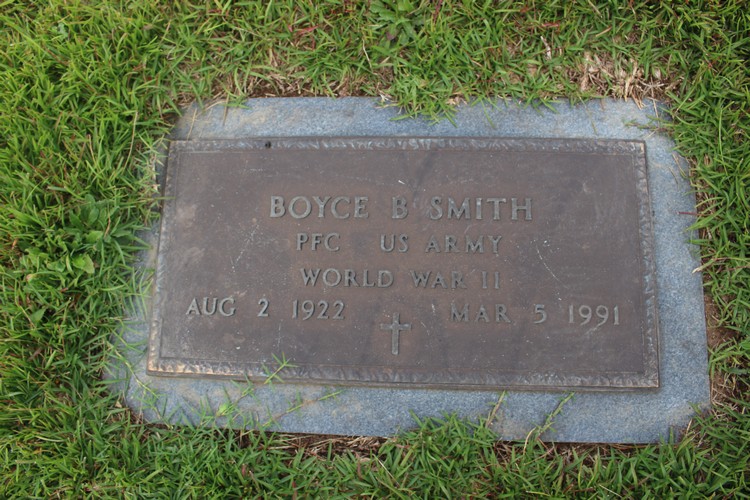 BOYCE B SMITH
PFC US ARMY
WORLD WAR II
AUG 2 1922 MAR 5 1991